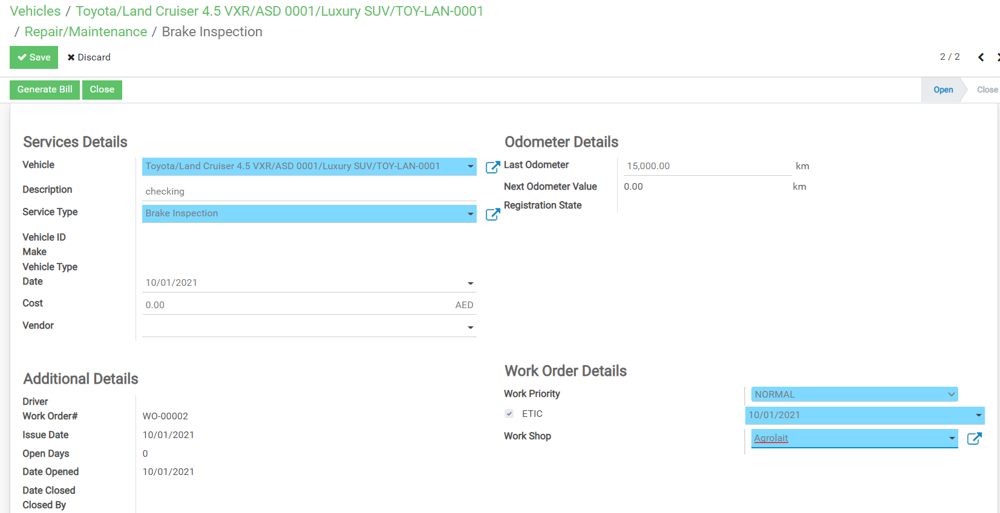 Vehicles / Toyota/Land Cruiser 4.5 VXR/ASD 0001/Luxury SUV/TOY-LAN-0001
/ Repair/Maintenance / Brake Inspection
Save Discard
2 / 2
Generate Bill Close
Open Close
Services Details
Vehicle Toyota/Land Cruiser 4.5 VXR/ASD 0001/Luxury SUV/TOY-LAN-0001
Description checking
Service Type Brake Inspection
Vehicle ID
Make
Vehicle Type
Date 10/01/2021
Cost 0.00 AED
Vendor
Odometer Details
Last Odometer 15,000.00 km
Next Odometer Value 0.00 km
Registration State
Additional Details
Driver
Work Order# WO-00002
Issue Date 10/01/2021
Open Days 0
Date Opened 10/01/2021
Date Closed
Closed By
Work Order Details
Work Priority NORMAL
ETIC 10/01/2021
Work Shop Agrolait